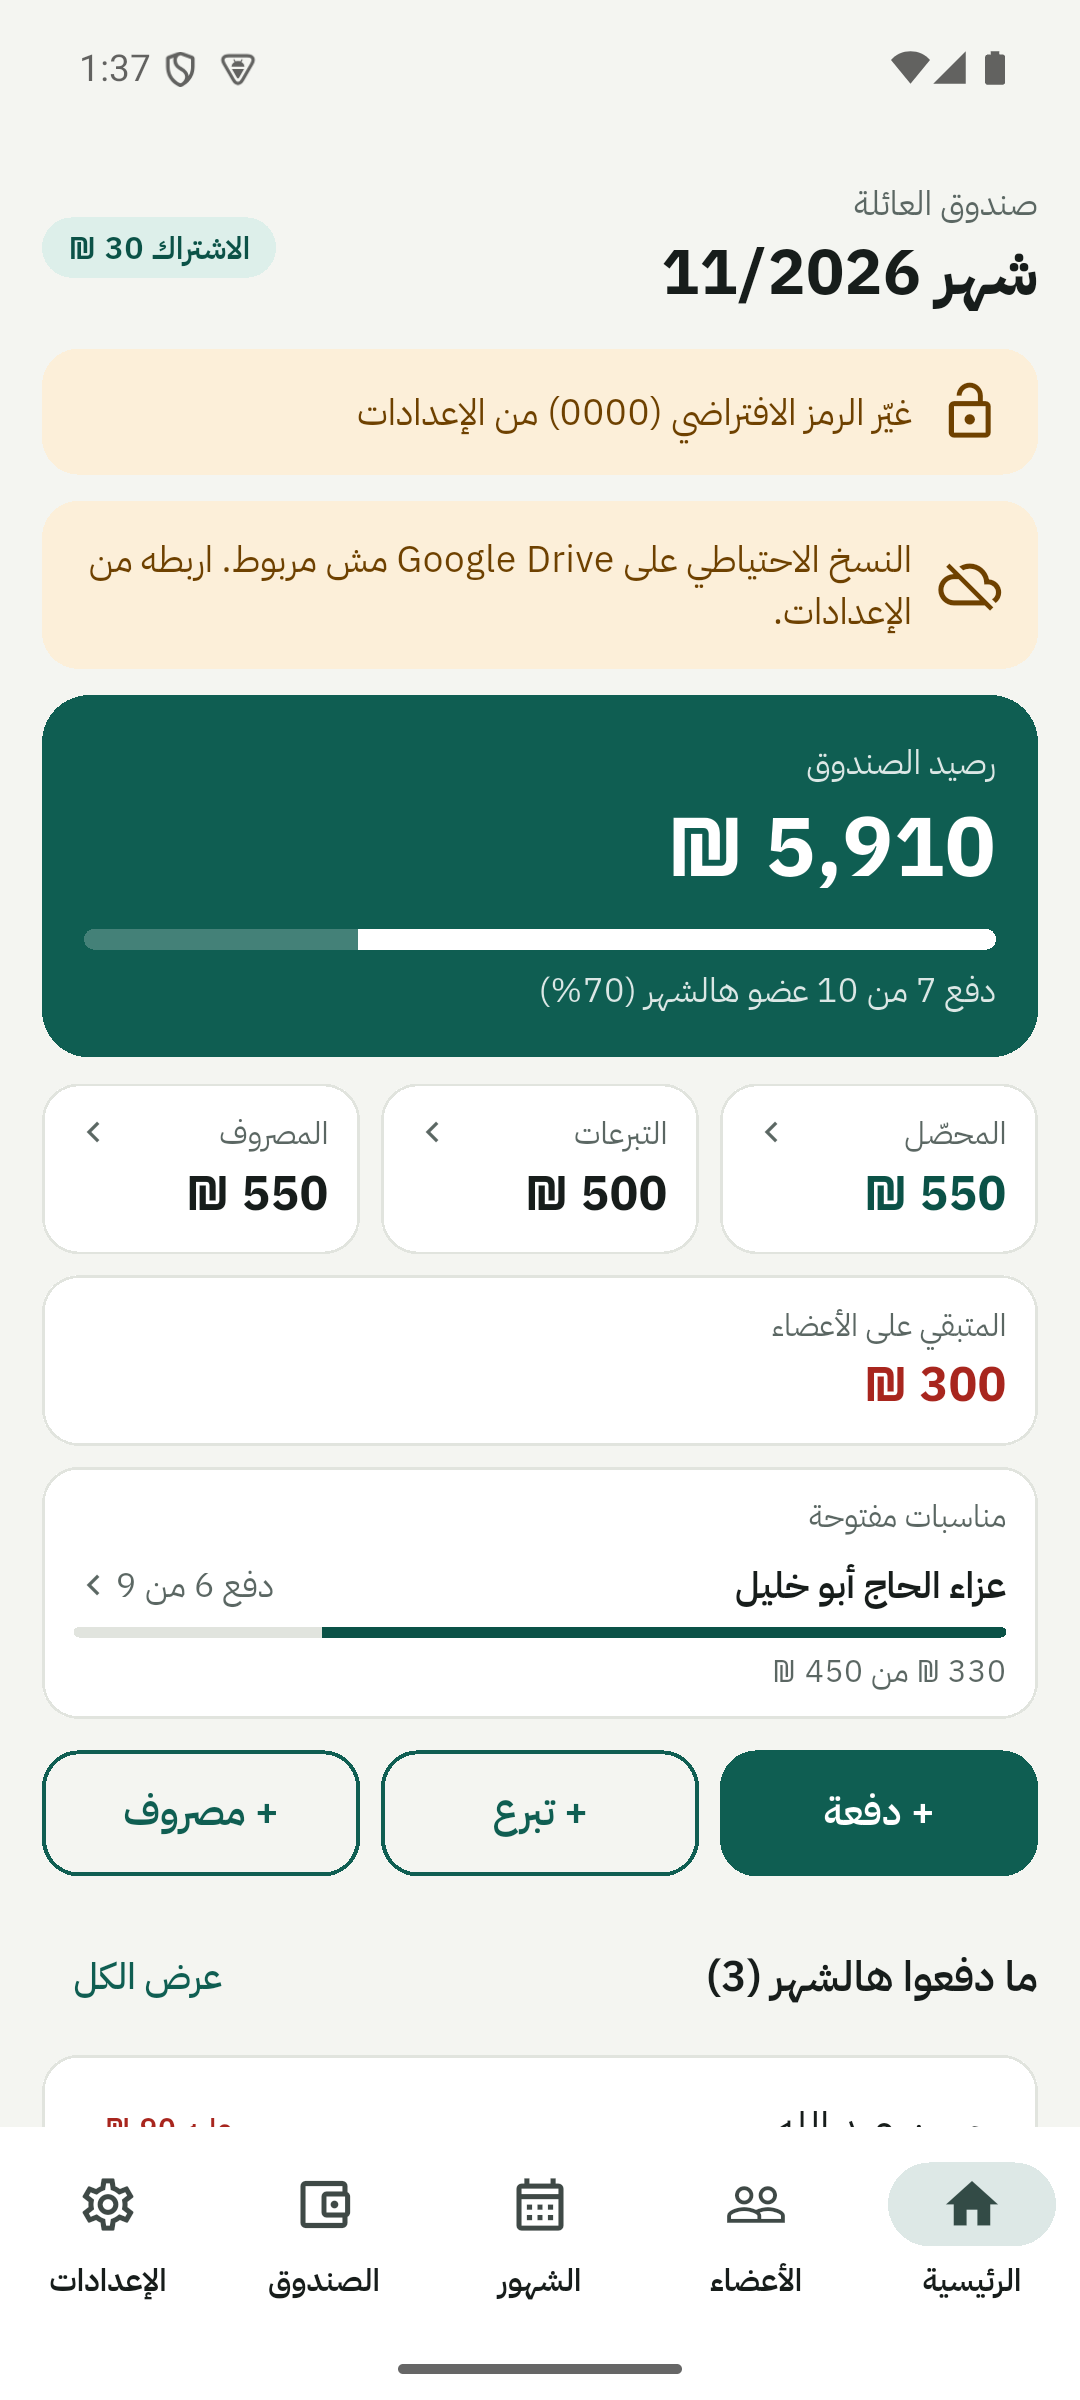 1:37
صندوق العائلة
شهر 11/2026
الاشتراك 30 ₪
غيّر الرمز الافتراضي (0000) من الإعدادات
النسخ الاحتياطي على Google Drive مش مربوط. اربطه من
الإعدادات.
رصيد الصندوق
5,910 ₪
دفع 7 من 10 عضو هالشهر (70%)
المحصّل
550 ₪
التبرعات
500 ₪
المصروف
550 ₪
المتبقي على الأعضاء
300 ₪
مناسبات مفتوحة
عزاء الحاج أبو خليل
دفع 6 من 9
330 ₪ من 450 ₪
+ دفعة
+ تبرع
+ مصروف
ما دفعوا هالشهر (3)
عرض الكل
الرئيسية
الأعضاء
الشهور
الصندوق
الإعدادات